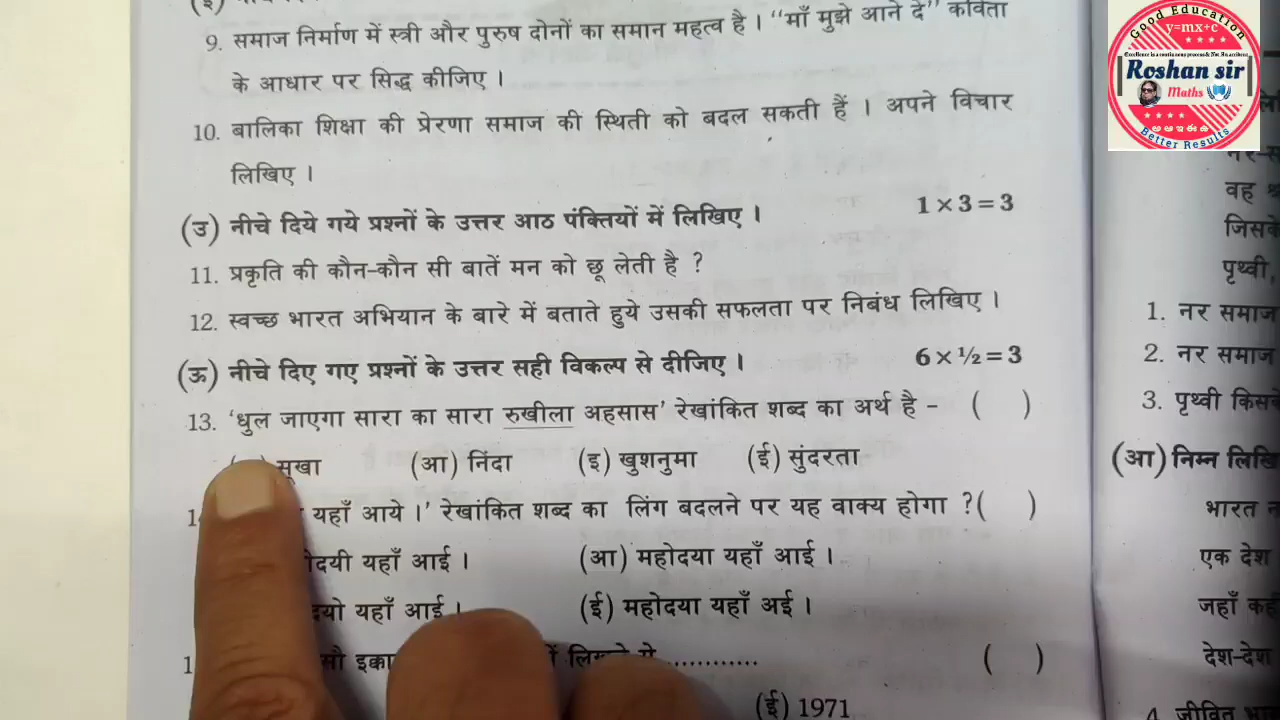 9. समाज निर्माण में स्त्री और पुरुष दोनों का समान महत्व है । "माँ मुझे आने दे" कविता
के आधार पर सिद्ध कीजिए ।
10. बालिका शिक्षा की प्रेरणा समाज की स्थिती को बदल सकती हैं । अपने विचार
लिखिए ।
(उ) नीचे दिये गये प्रश्नों के उत्तर आठ पंक्तियों में लिखिए । 1 × 3 = 3
11. प्रकृति की कौन-कौन सी बातें मन को छू लेती है ?
12. स्वच्छ भारत अभियान के बारे में बताते हुये उसकी सफलता पर निबंध लिखिए ।
(ऊ) नीचे दिए गए प्रश्नों के उत्तर सही विकल्प से दीजिए । 6 × ½ = 3
13. 'धुल जाएगा सारा का सारा रुखीला अहसास' रेखांकित शब्द का अर्थ है - ( )
सूखा (आ) निंदा (इ) खुशनुमा (ई) सुंदरता
यहाँ आये ।' रेखांकित शब्द का लिंग बदलने पर यह वाक्य होगा ? ( )
यहाँ आई । (आ) महोदया यहाँ आई ।
यहाँ आई । (ई) महोदया यहाँ अई ।
सौ ............ ( )
(ई) 1971
Good Education
y=mx+c
Roshan sir
Maths
Better Results
वह
पृथ्वी,
1. नर समाज
2. नर समाज
3. पृथ्वी
(आ) निम्न
भारत
एक देश
जहाँ
देश-देश
4. जीवित